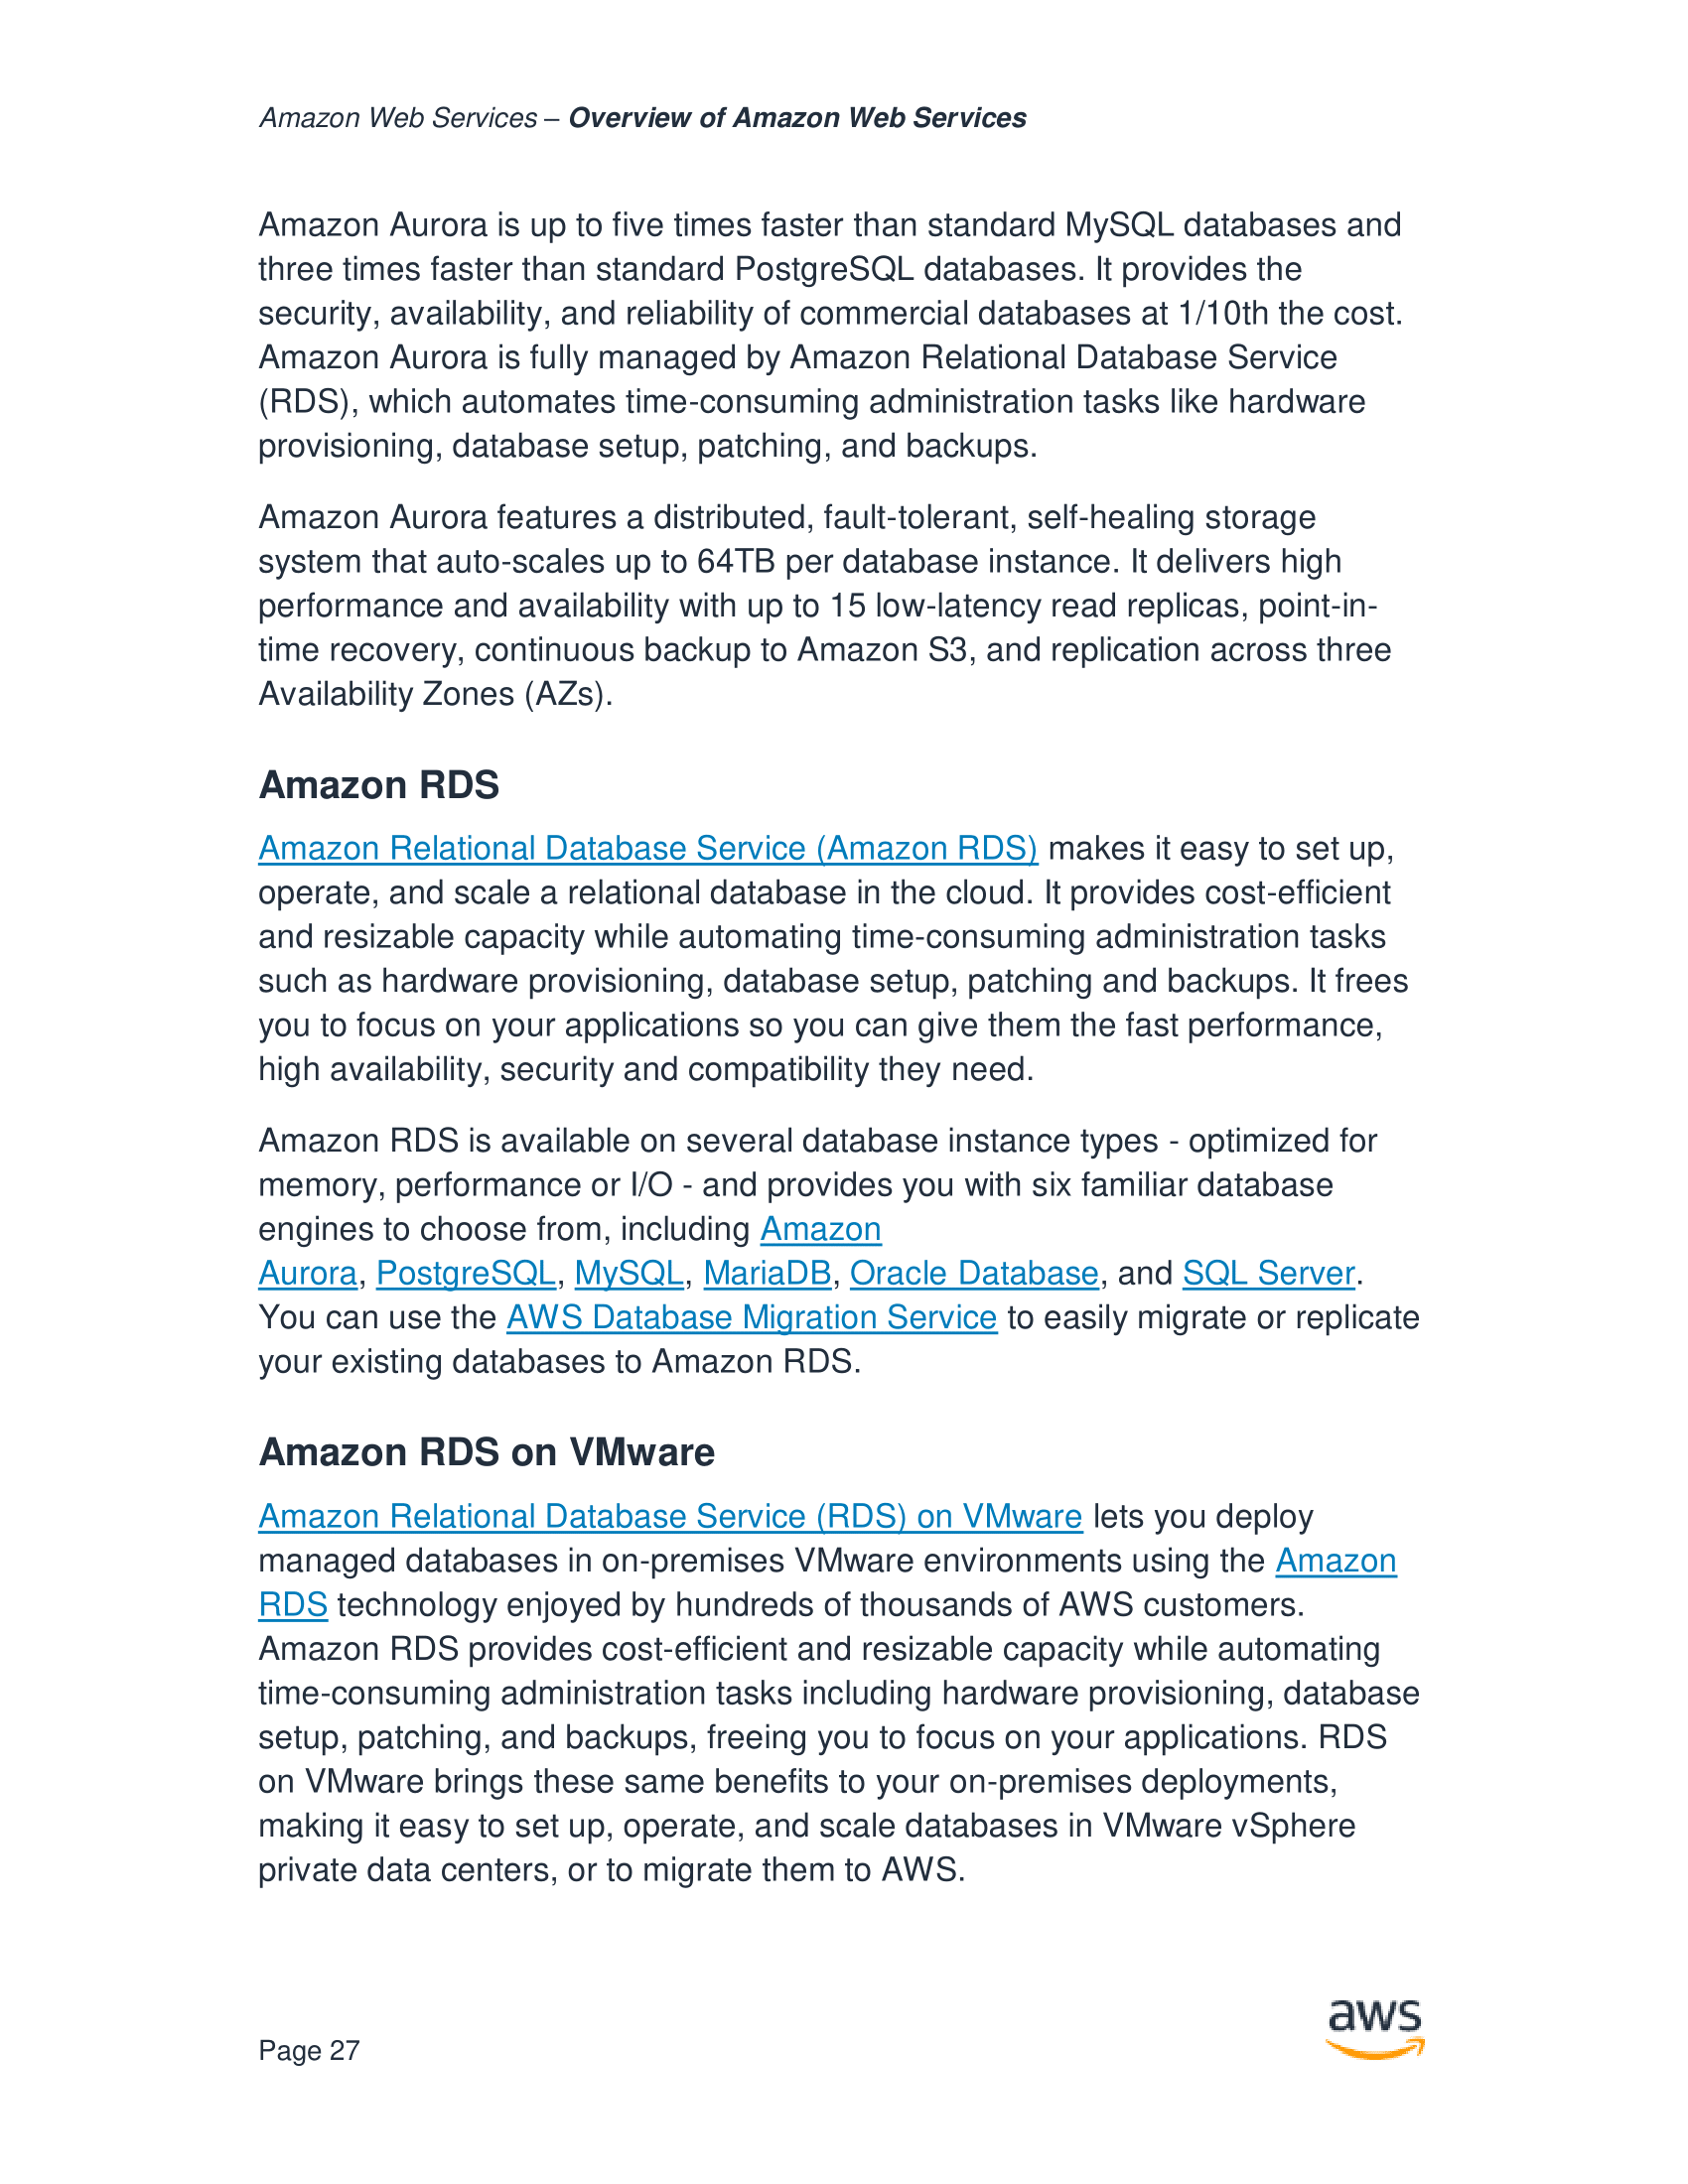 Amazon Web Services – Overview of Amazon Web Services
Amazon Aurora is up to five times faster than standard MySQL databases and
three times faster than standard PostgreSQL databases. It provides the
security, availability, and reliability of commercial databases at 1/10th the cost.
Amazon Aurora is fully managed by Amazon Relational Database Service
(RDS), which automates time-consuming administration tasks like hardware
provisioning, database setup, patching, and backups.
Amazon Aurora features a distributed, fault-tolerant, self-healing storage
system that auto-scales up to 64TB per database instance. It delivers high
performance and availability with up to 15 low-latency read replicas, point-in-
time recovery, continuous backup to Amazon S3, and replication across three
Availability Zones (AZs).
Amazon RDS
Amazon Relational Database Service (Amazon RDS) makes it easy to set up,
operate, and scale a relational database in the cloud. It provides cost-efficient
and resizable capacity while automating time-consuming administration tasks
such as hardware provisioning, database setup, patching and backups. It frees
you to focus on your applications so you can give them the fast performance,
high availability, security and compatibility they need.
Amazon RDS is available on several database instance types - optimized for
memory, performance or I/O - and provides you with six familiar database
engines to choose from, including Amazon
Aurora, PostgreSQL, MySQL, MariaDB, Oracle Database, and SQL Server.
You can use the AWS Database Migration Service to easily migrate or replicate
your existing databases to Amazon RDS.
Amazon RDS on VMware
Amazon Relational Database Service (RDS) on VMware lets you deploy
managed databases in on-premises VMware environments using the Amazon
RDS technology enjoyed by hundreds of thousands of AWS customers.
Amazon RDS provides cost-efficient and resizable capacity while automating
time-consuming administration tasks including hardware provisioning, database
setup, patching, and backups, freeing you to focus on your applications. RDS
on VMware brings these same benefits to your on-premises deployments,
making it easy to set up, operate, and scale databases in VMware vSphere
private data centers, or to migrate them to AWS.
aws
Page 27